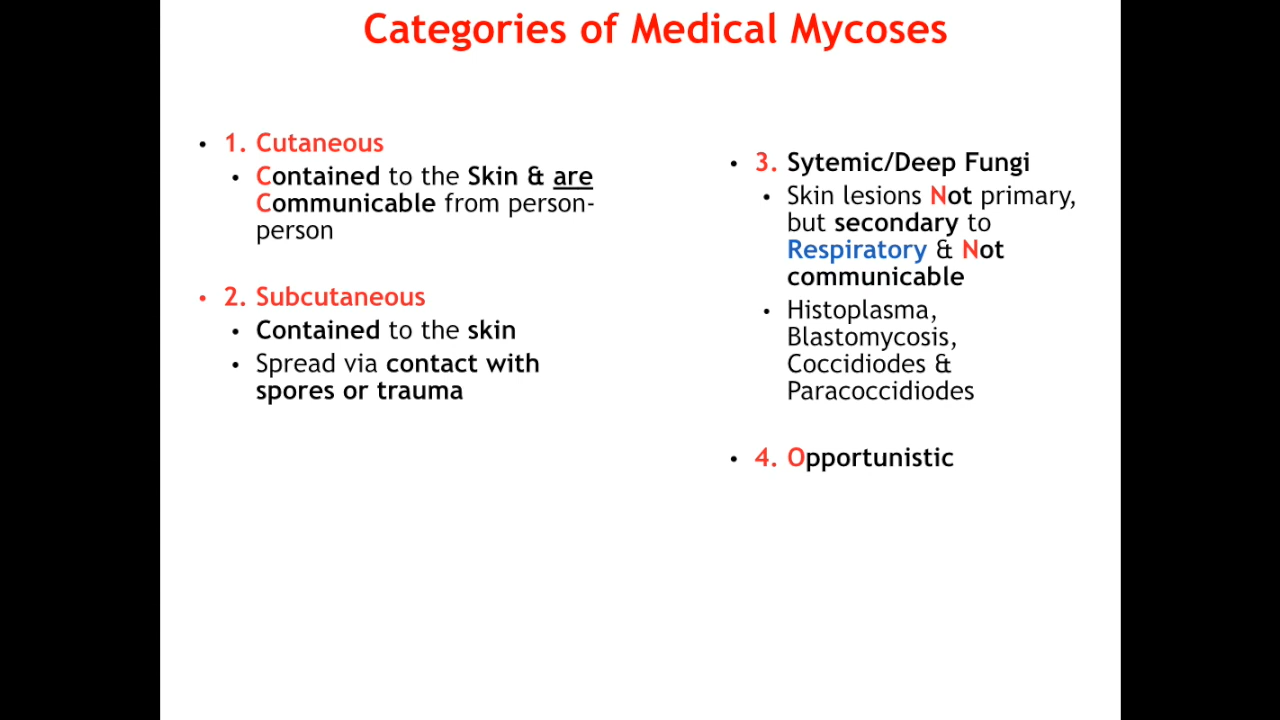 Categories of Medical Mycoses
• 1. Cutaneous
• Contained to the Skin & are
Communicable from person-
person
• 2. Subcutaneous
• Contained to the skin
• Spread via contact with
spores or trauma
• 3. Sytemic/Deep Fungi
• Skin lesions Not primary,
but secondary to
Respiratory & Not
communicable
• Histoplasma,
Blastomycosis,
Coccidiodes &
Paracoccidiodes
• 4. Opportunistic